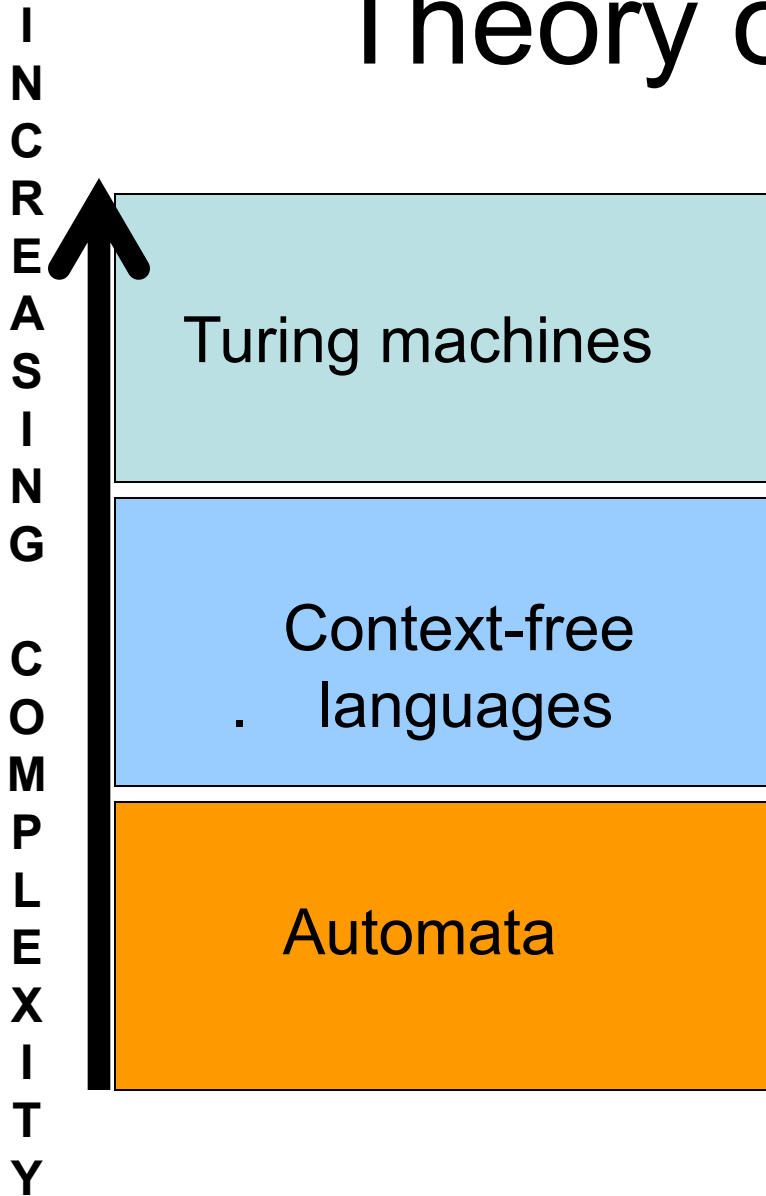 Theory
INCREASING COMPLEXITY
Turing machines
Context-free
. languages
Automata